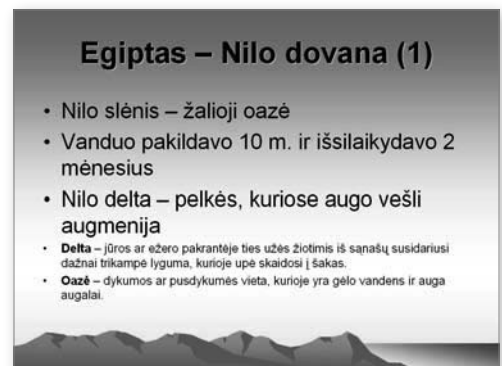 Egiptas – Nilo dovana (1)
• Nilo slėnis – žalioji oazė
• Vanduo pakildavo 10 m. ir išsilaikydavo 2
mėnesius
• Nilo delta – pelkės, kuriose augo vešli
augmenija
• Delta – jūros ar ežero pakrantėje ties užės žiotimis iš sąnašų susidariusi
dažnai trikampė lyguma, kurioje upė skaidosi į šakas.
• Oazė – dykumos ar pusdykumės vieta, kurioje yra gėlo vandens ir auga
augalai.